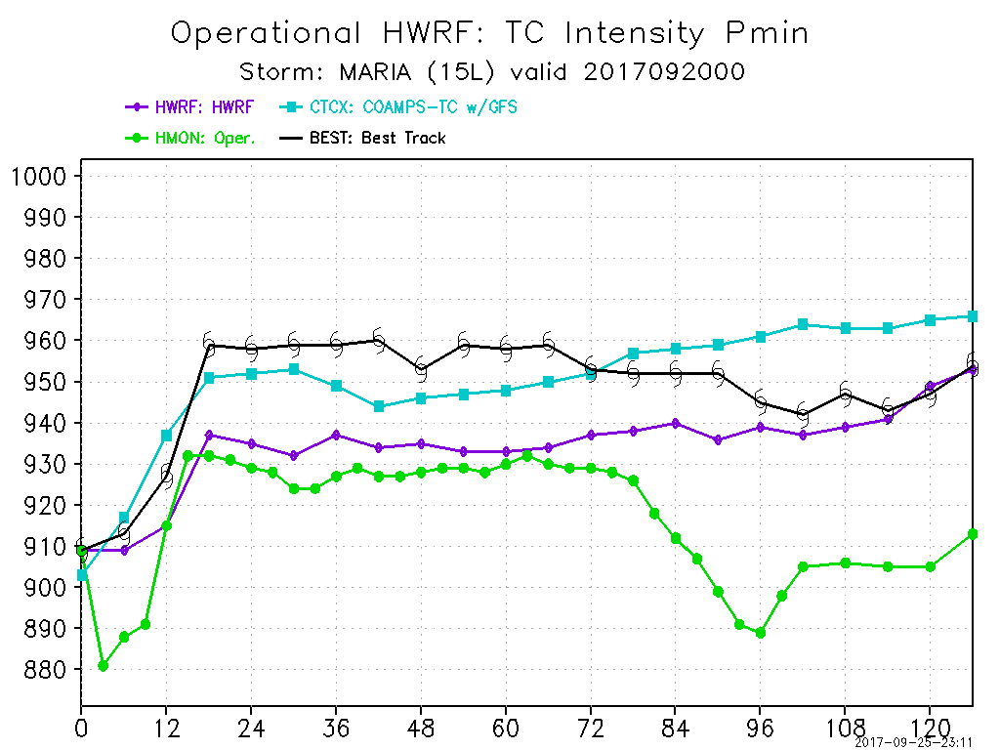 Operational HWRF: TC Intensity Pmin
Storm: MARIA (15L) valid 2017092000
HWRF: HWRF CTCX: COAMPS-TC w/GFS
HMON: Oper. BEST: Best Track
1000
990
980
970
960
950
940
930
920
910
900
890
880
0 12 24 36 48 60 72 84 96 108 120
2017-09-25-23:11